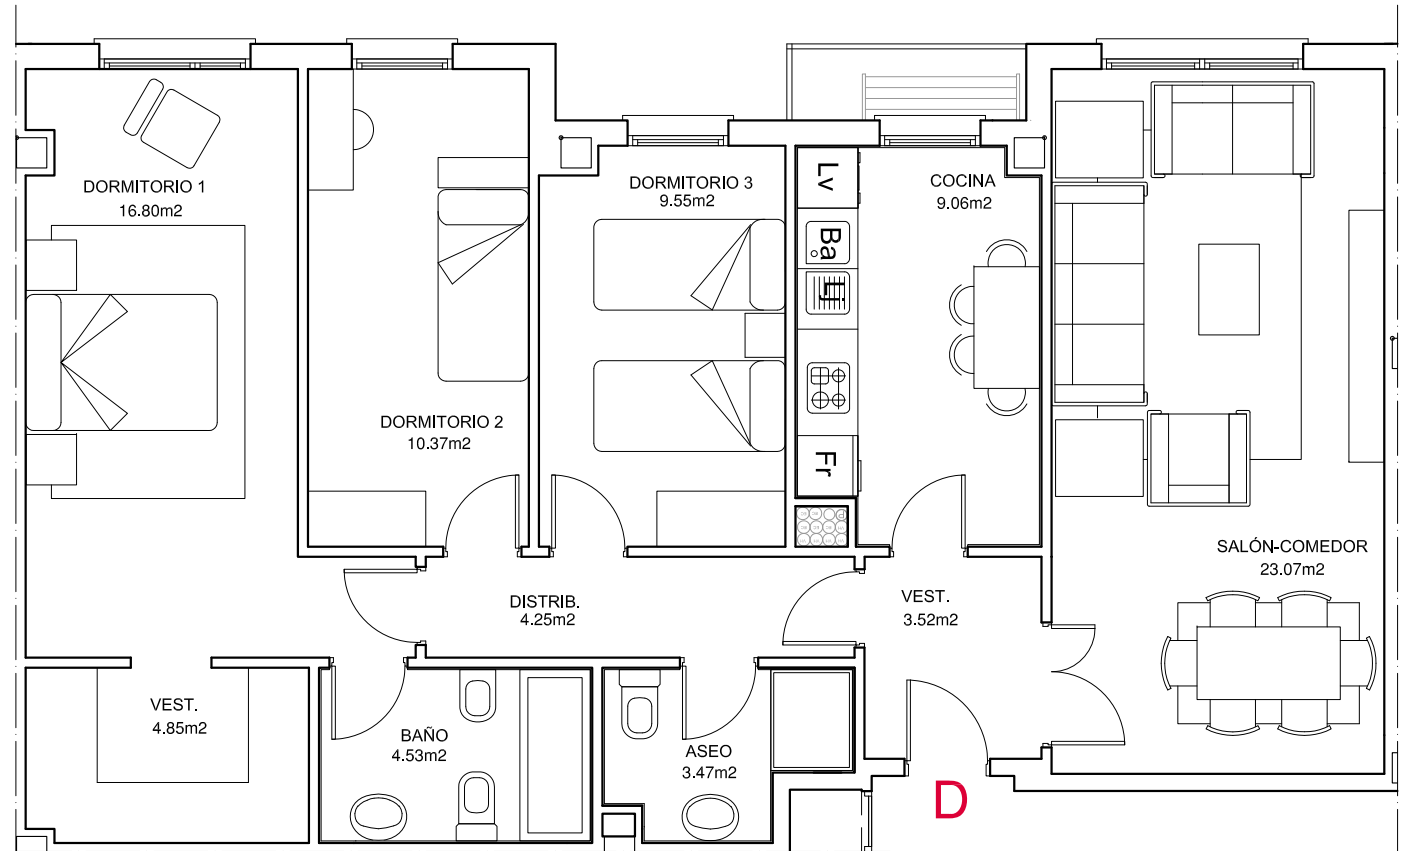 DORMITORIO 1
16.80m2
DORMITORIO 2
10.37m2
DORMITORIO 3
9.55m2
COCINA
9.06m2
Lv
Ba
Lj
Fr
SALÓN-COMEDOR
23.07m2
DISTRIB.
4.25m2
VEST.
3.52m2
VEST.
4.85m2
BAÑO
4.53m2
ASEO
3.47m2
D